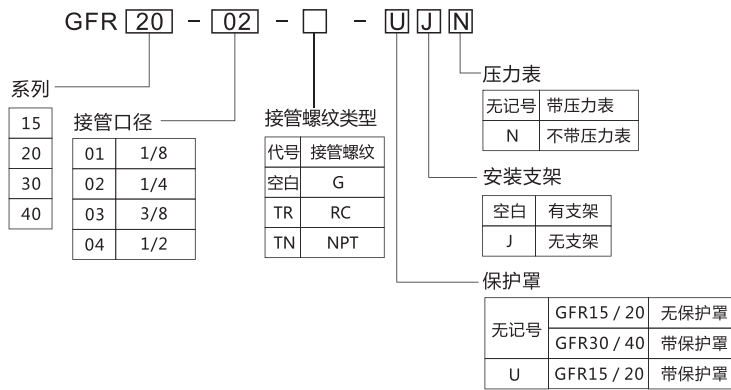 GFR 20 - 02 - □ - U J N
系列
15
20
30
40
接管口径
01 1/8
02 1/4
03 3/8
04 1/2
接管螺纹类型
代号 接管螺纹
空白 G
TR RC
TN NPT
压力表
无记号 带压力表
N 不带压力表
安装支架
空白 有支架
J 无支架
保护罩
无记号 GFR15 / 20 无保护罩
GFR30 / 40 带保护罩
U GFR15 / 20 带保护罩